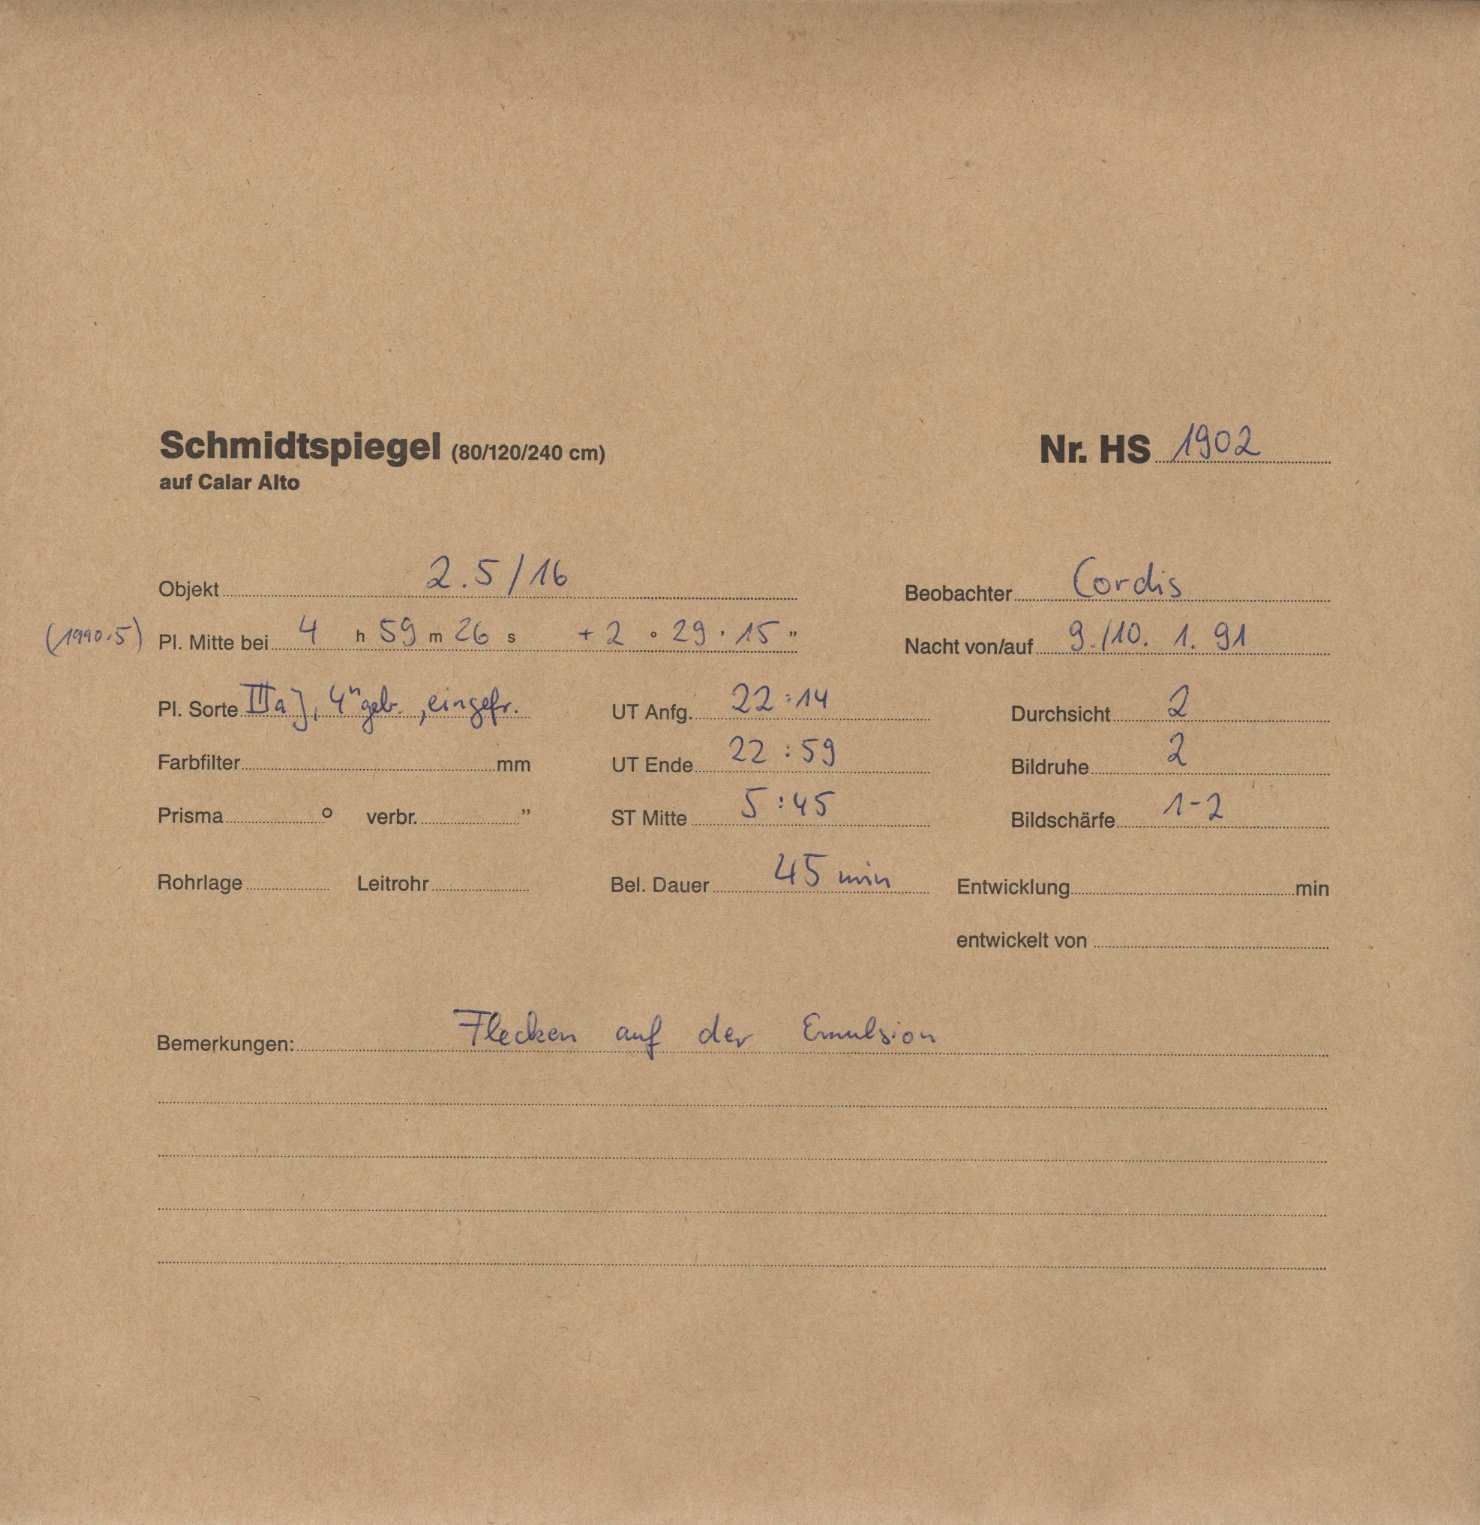 Schmidtspiegel (80/120/240 cm) Nr. HS 1902
auf Calar Alto
Objekt 2.5/16 Beobachter Cordis
(1990.5) Pl. Mitte bei 4 h 59 m 26 s +2 ° 29 ' 15 " Nacht von/auf 9./10. 1. 91
Pl. Sorte IIIaJ, 4ʰ geb., eingefr. UT Anfg. 22:14 Durchsicht 2
Farbfilter mm UT Ende 22:59 Bildruhe 2
Prisma ° verbr. " ST Mitte 5:45 Bildschärfe 1-2
Rohrlage Leitrohr Bel. Dauer 45 min Entwicklung min
entwickelt von
Bemerkungen: Flecken auf der Emulsion